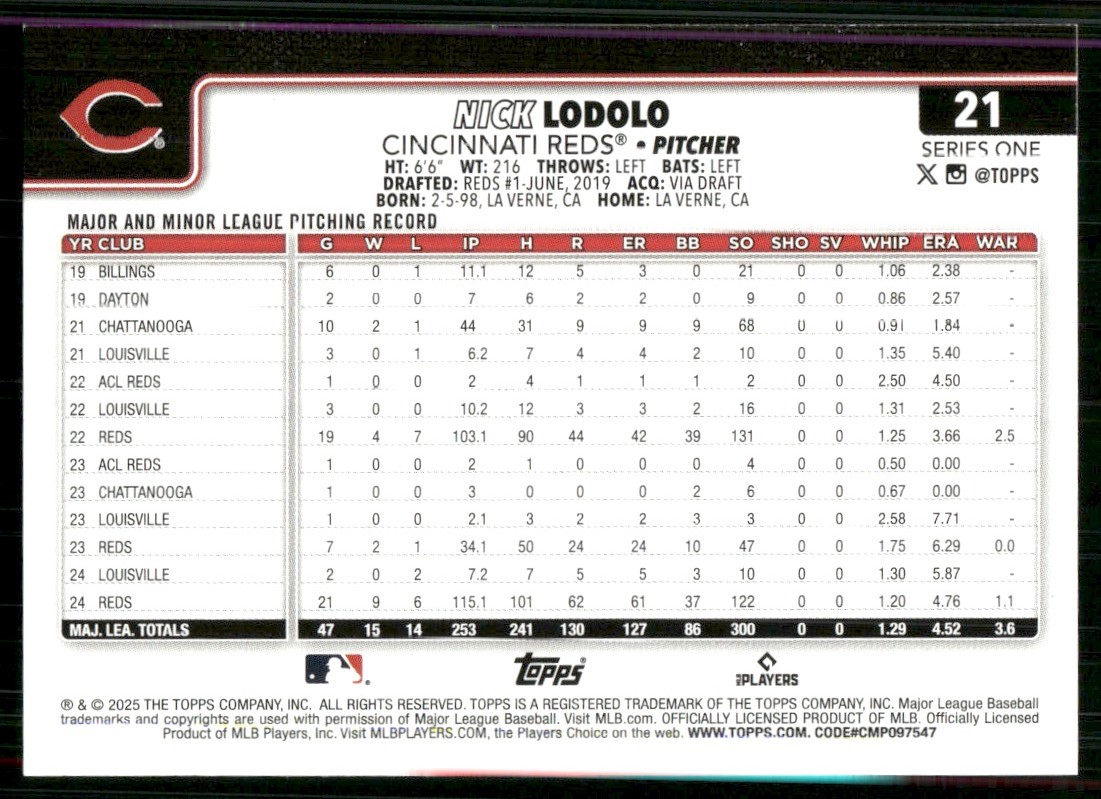 21
NICK LODOLO
CINCINNATI REDS® • PITCHER
SERIES ONE
HT: 6'6" WT: 216 THROWS: LEFT BATS: LEFT
@TOPPS
DRAFTED: REDS #1-JUNE, 2019 ACQ: VIA DRAFT
BORN: 2-5-98, LA VERNE, CA HOME: LA VERNE, CA
MAJOR AND MINOR LEAGUE PITCHING RECORD
YR CLUB G W L IP H R ER BB SO SHO SV WHIP ERA WAR
19 BILLINGS 6 0 1 11.1 12 5 3 0 21 0 0 1.06 2.38 -
19 DAYTON 2 0 0 7 6 2 2 0 9 0 0 0.86 2.57 -
21 CHATTANOOGA 10 2 1 44 31 9 9 9 68 0 0 0.91 1.84 -
21 LOUISVILLE 3 0 1 6.2 7 4 4 2 10 0 0 1.35 5.40 -
22 ACL REDS 1 0 0 2 4 1 1 1 2 0 0 2.50 4.50 -
22 LOUISVILLE 3 0 0 10.2 12 3 3 2 16 0 0 1.31 2.53 -
22 REDS 19 4 7 103.1 90 44 42 39 131 0 0 1.25 3.66 2.5
23 ACL REDS 1 0 0 2 1 0 0 0 4 0 0 0.50 0.00 -
23 CHATTANOOGA 1 0 0 3 0 0 0 2 6 0 0 0.67 0.00 -
23 LOUISVILLE 1 0 0 2.1 3 2 2 3 3 0 0 2.58 7.71 -
23 REDS 7 2 1 34.1 50 24 24 10 47 0 0 1.75 6.29 0.0
24 LOUISVILLE 2 0 2 7.2 7 5 5 3 10 0 0 1.30 5.87 -
24 REDS 21 9 6 115.1 101 62 61 37 122 0 0 1.20 4.76 1.1
MAJ. LEA. TOTALS 47 15 14 253 241 130 127 86 300 0 0 1.29 4.52 3.6
Topps® MLB PLAYERS
® & © 2025 THE TOPPS COMPANY, INC. ALL RIGHTS RESERVED. TOPPS IS A REGISTERED TRADEMARK OF THE TOPPS COMPANY, INC. Major League Baseball
trademarks and copyrights are used with permission of Major League Baseball. Visit MLB.com. OFFICIALLY LICENSED PRODUCT OF MLB. Officially Licensed
Product of MLB Players, Inc. Visit MLBPLAYERS.COM, the Players Choice on the web. WWW.TOPPS.COM. CODE#CMP097547